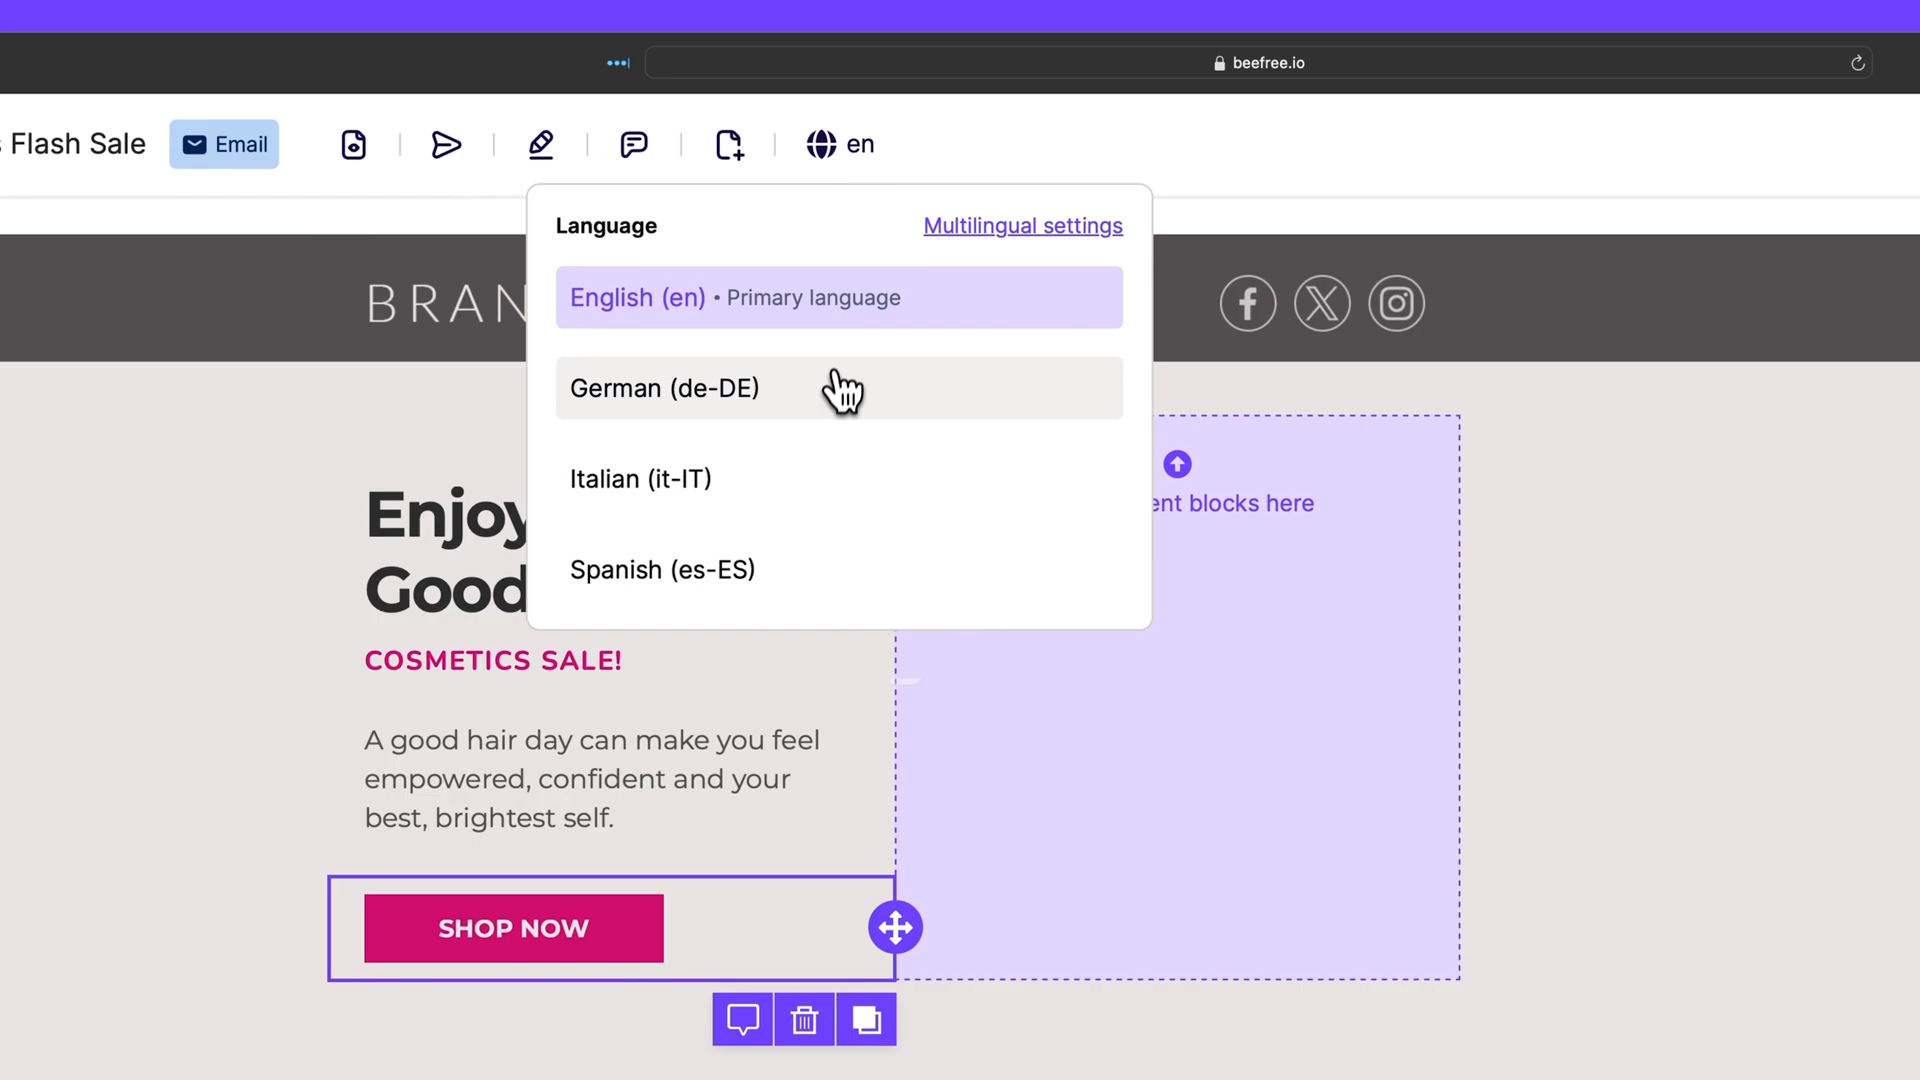 beefree.io
Flash Sale
Email
en
Language
Multilingual settings
English (en) • Primary language
German (de-DE)
Italian (it-IT)
Spanish (es-ES)
BRAN
Enjoy
Good
blocks here
COSMETICS SALE!
A good hair day can make you feel
empowered, confident and your
best, brightest self.
SHOP NOW